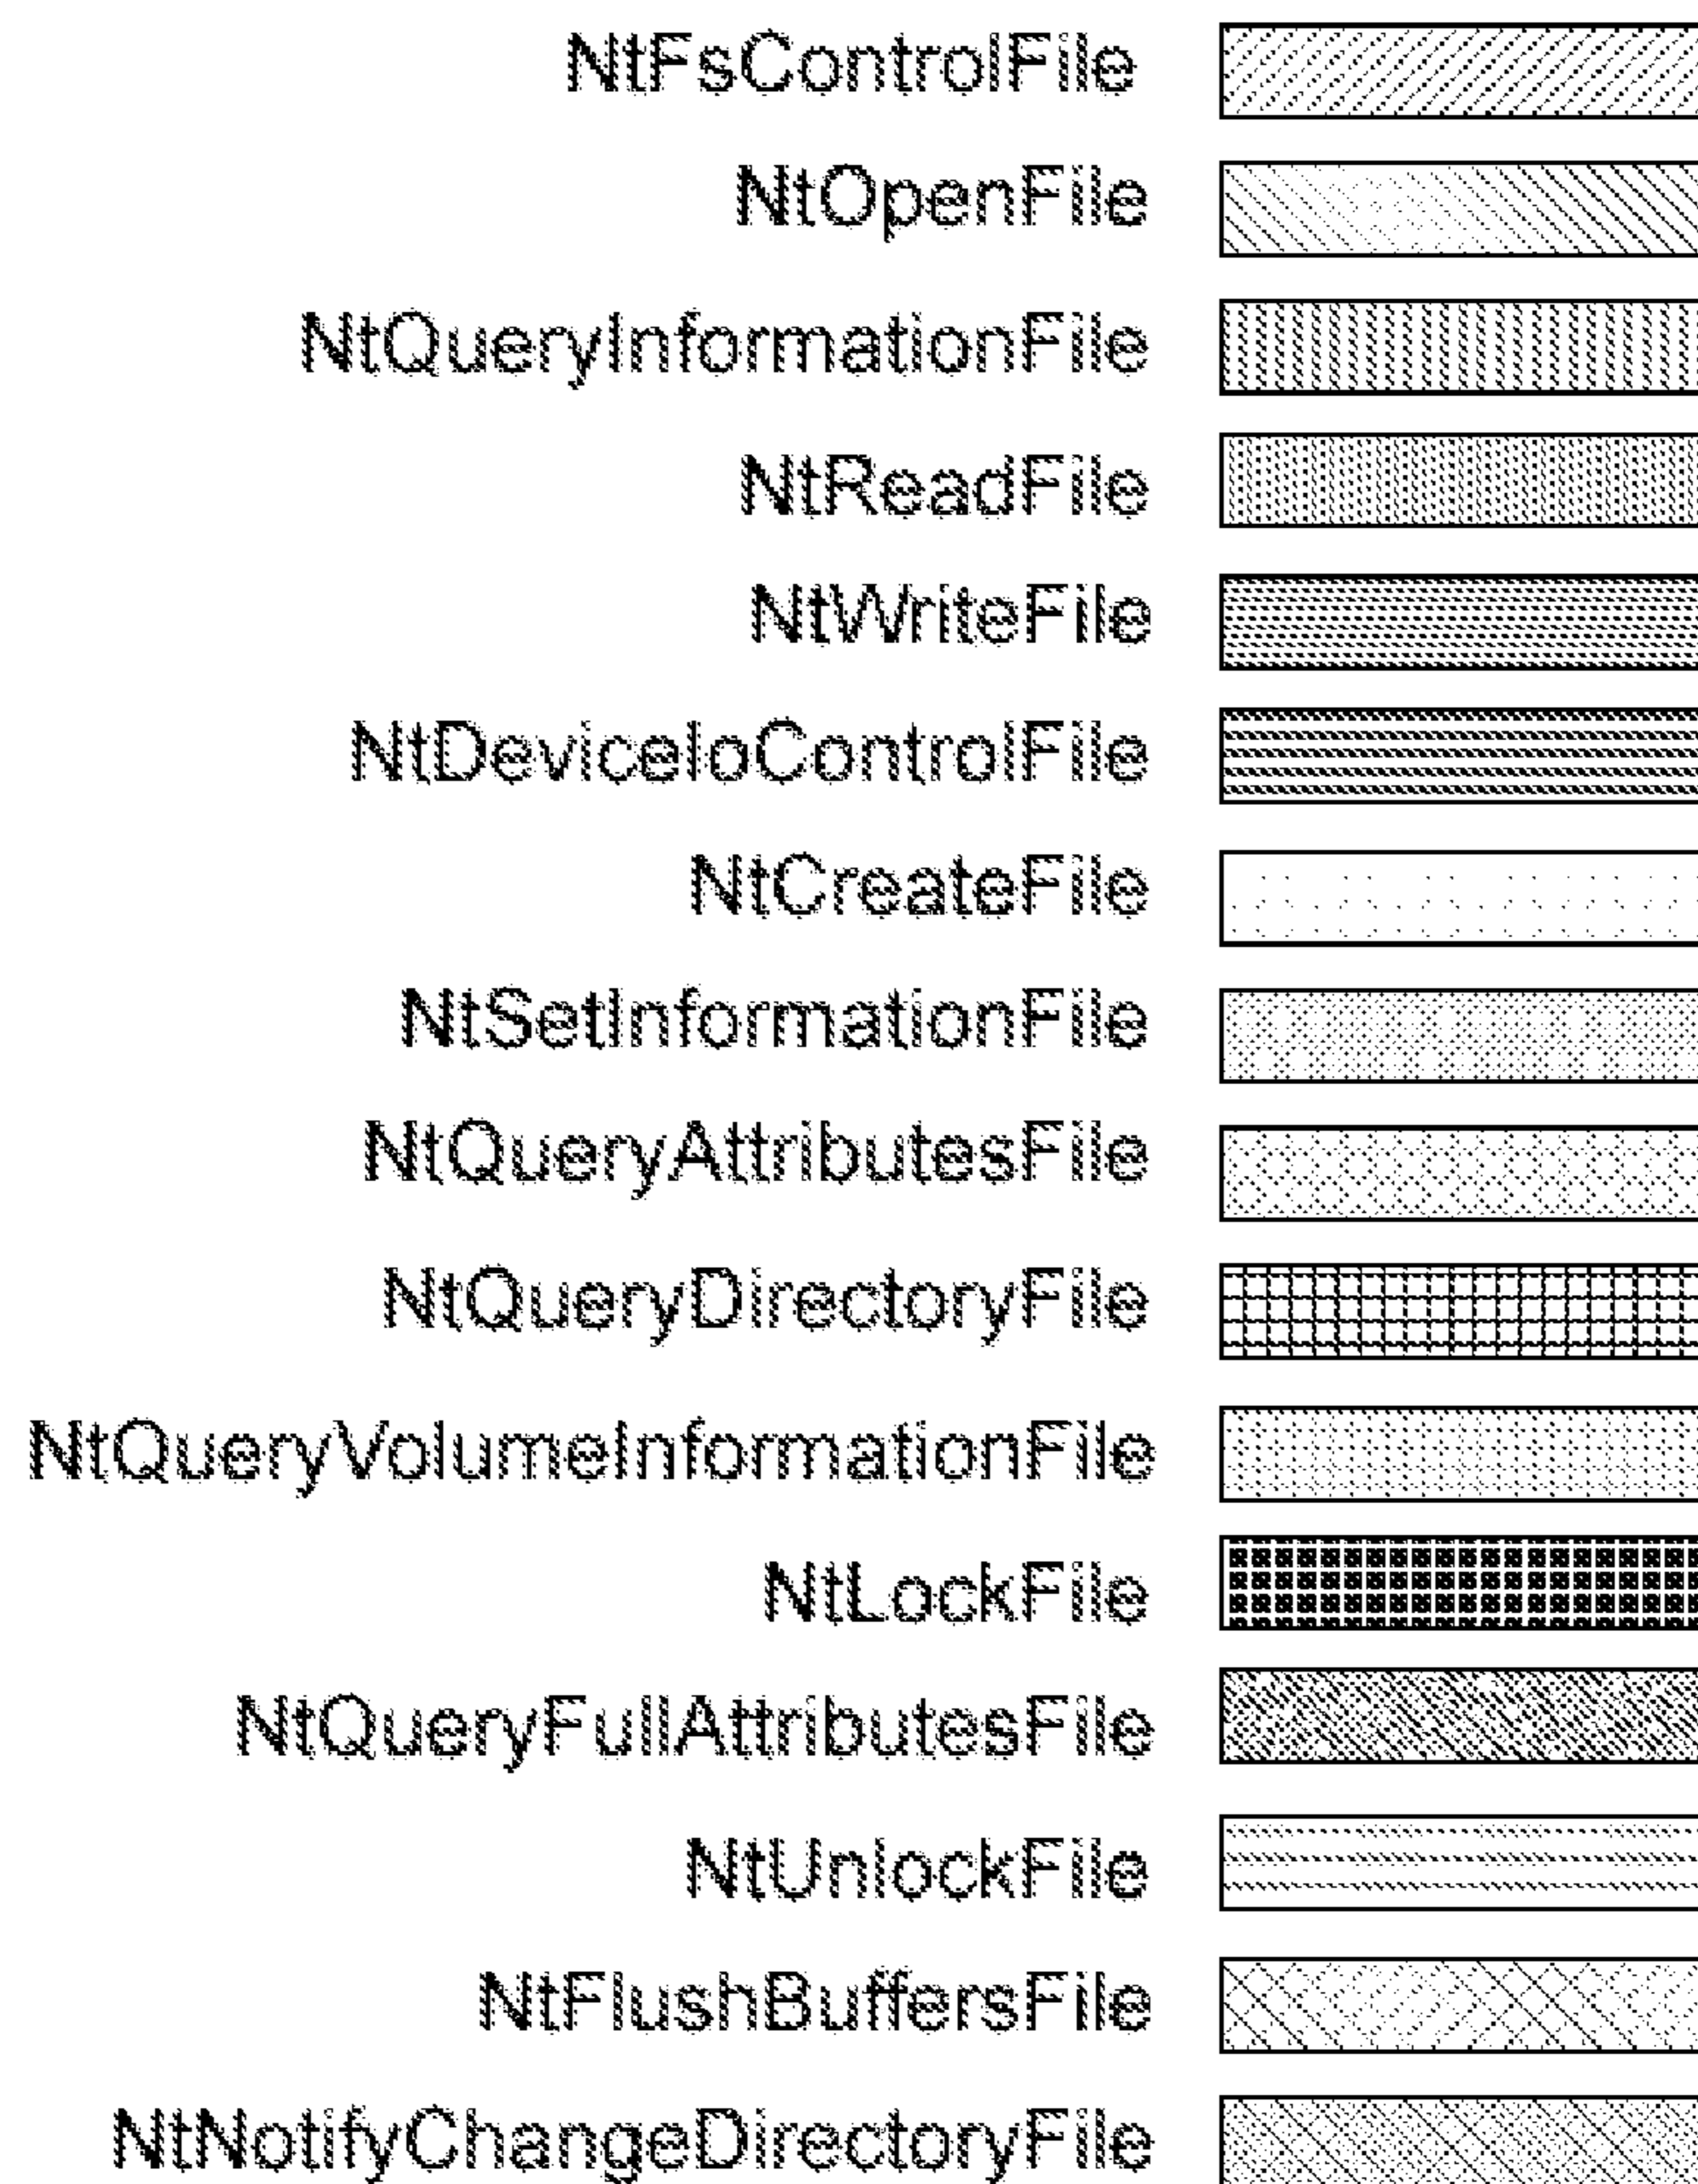 NtFsControlFile
NtOpenFile
NtQueryInformationFile
NtReadFile
NtWriteFile
NtDeviceIoControlFile
NtCreateFile
NtSetInformationFile
NtQueryAttributesFile
NtQueryDirectoryFile
NtQueryVolumeInformationFile
NtLockFile
NtQueryFullAttributesFile
NtUnlockFile
NtFlushBuffersFile
NtNotifyChangeDirectoryFile